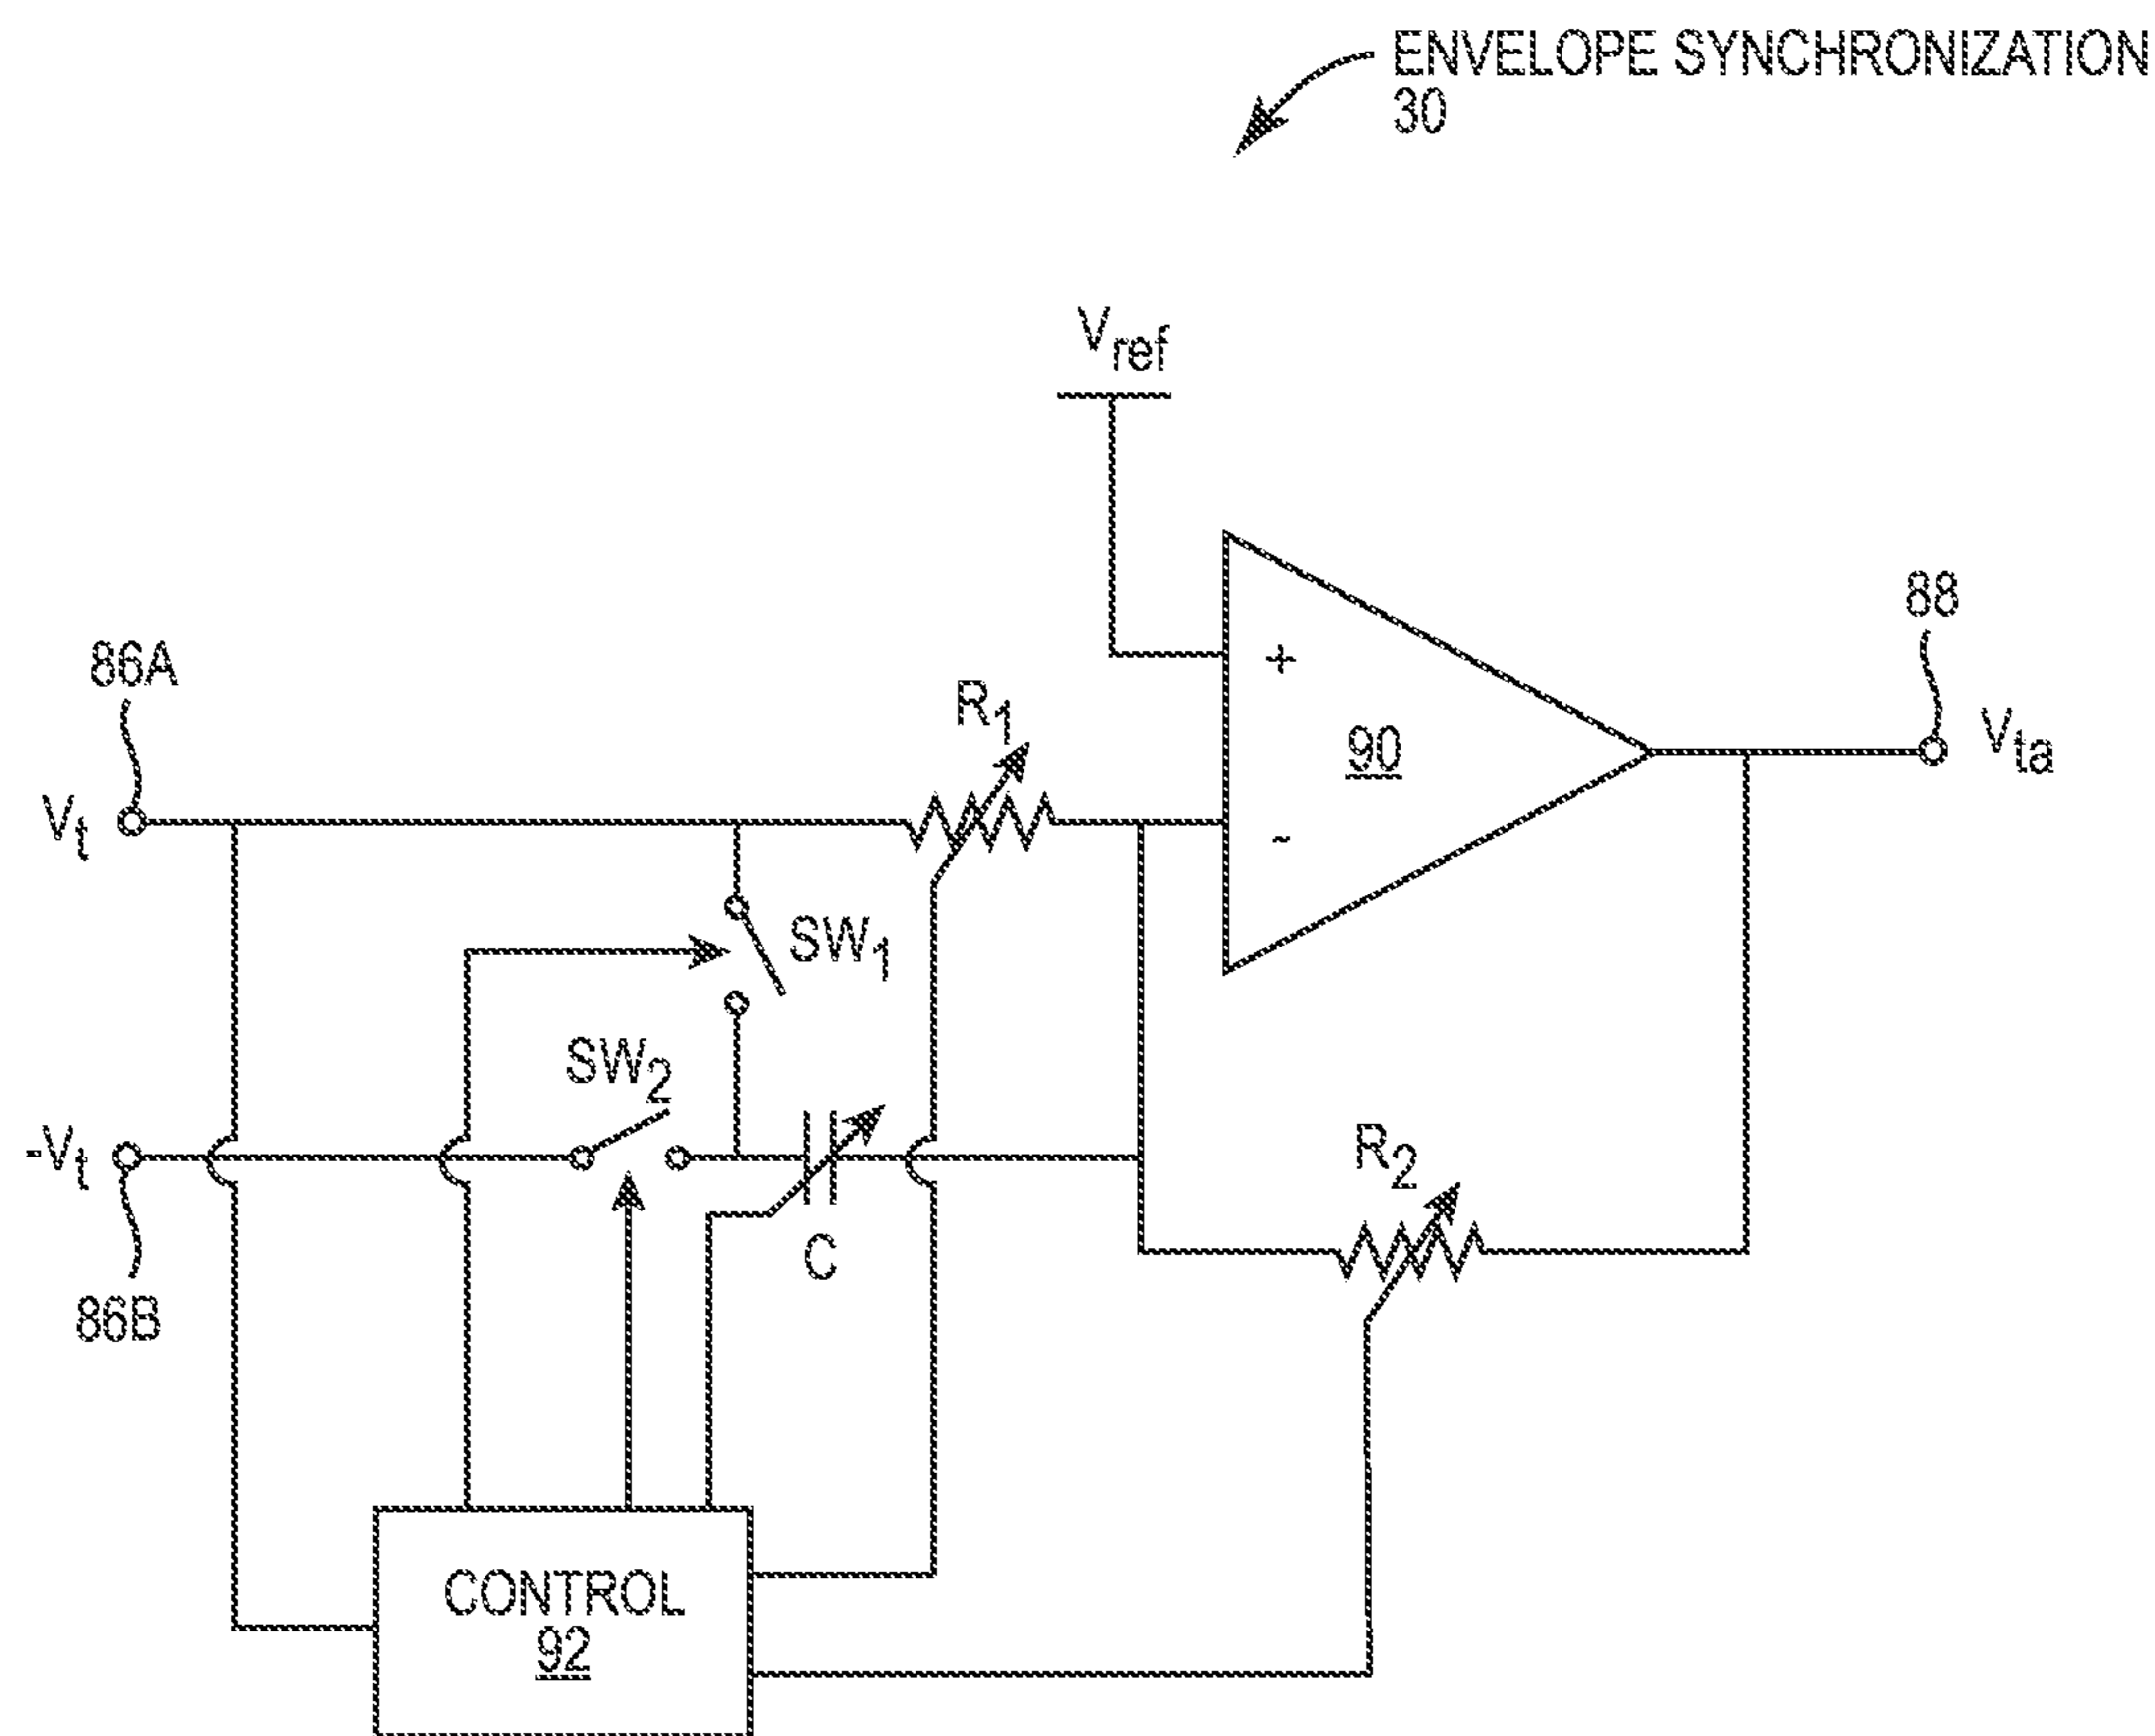 ENVELOPE SYNCHRONIZATION
30
Vref
88
86A
R1
+
90
Vta
Vt
-
SW1
SW2
-Vt
R2
C
86B
CONTROL
92